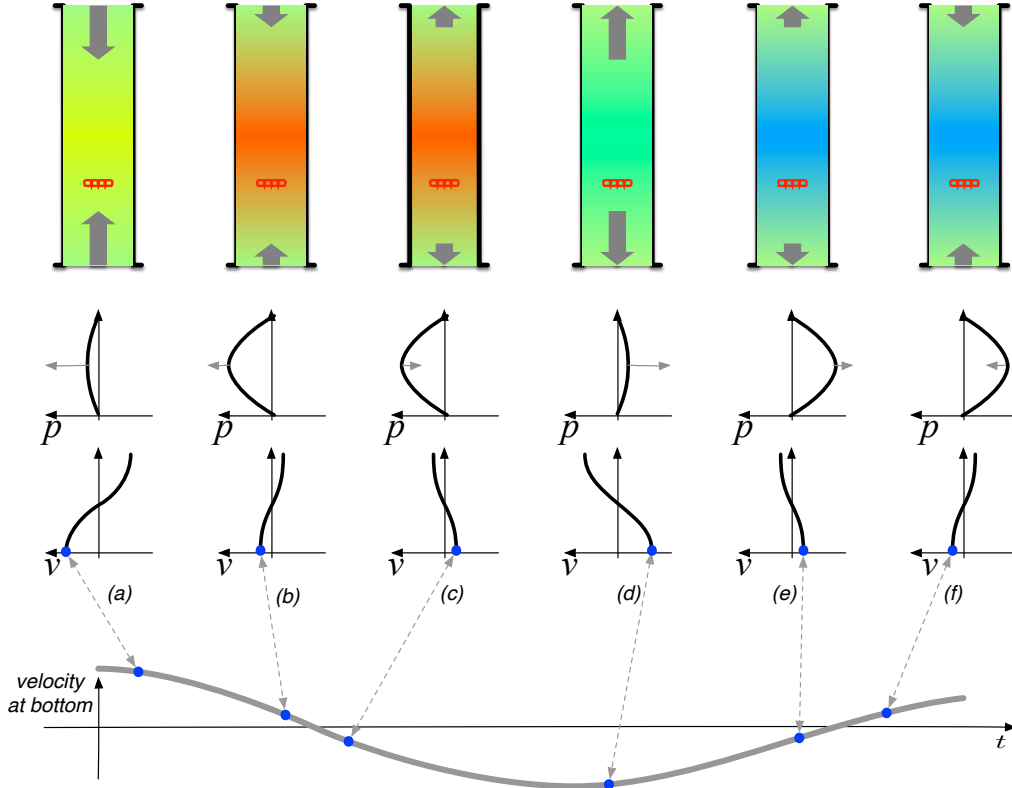 p p p p p p
v v v v v v
(a) (b) (c) (d) (e) (f)
velocity
at bottom
t